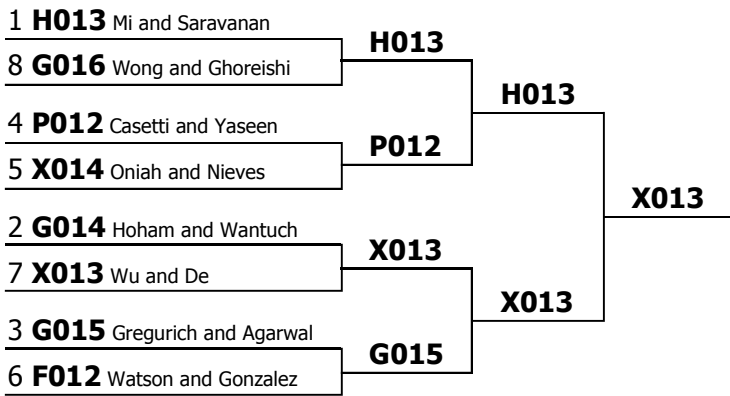 1 H013 Mi and Saravanan
8 G016 Wong and Ghoreishi
4 P012 Casetti and Yaseen
5 X014 Oniah and Nieves
2 G014 Hoham and Wantuch
7 X013 Wu and De
3 G015 Gregurich and Agarwal
6 F012 Watson and Gonzalez
H013
P012
X013
G015
H013
X013
X013